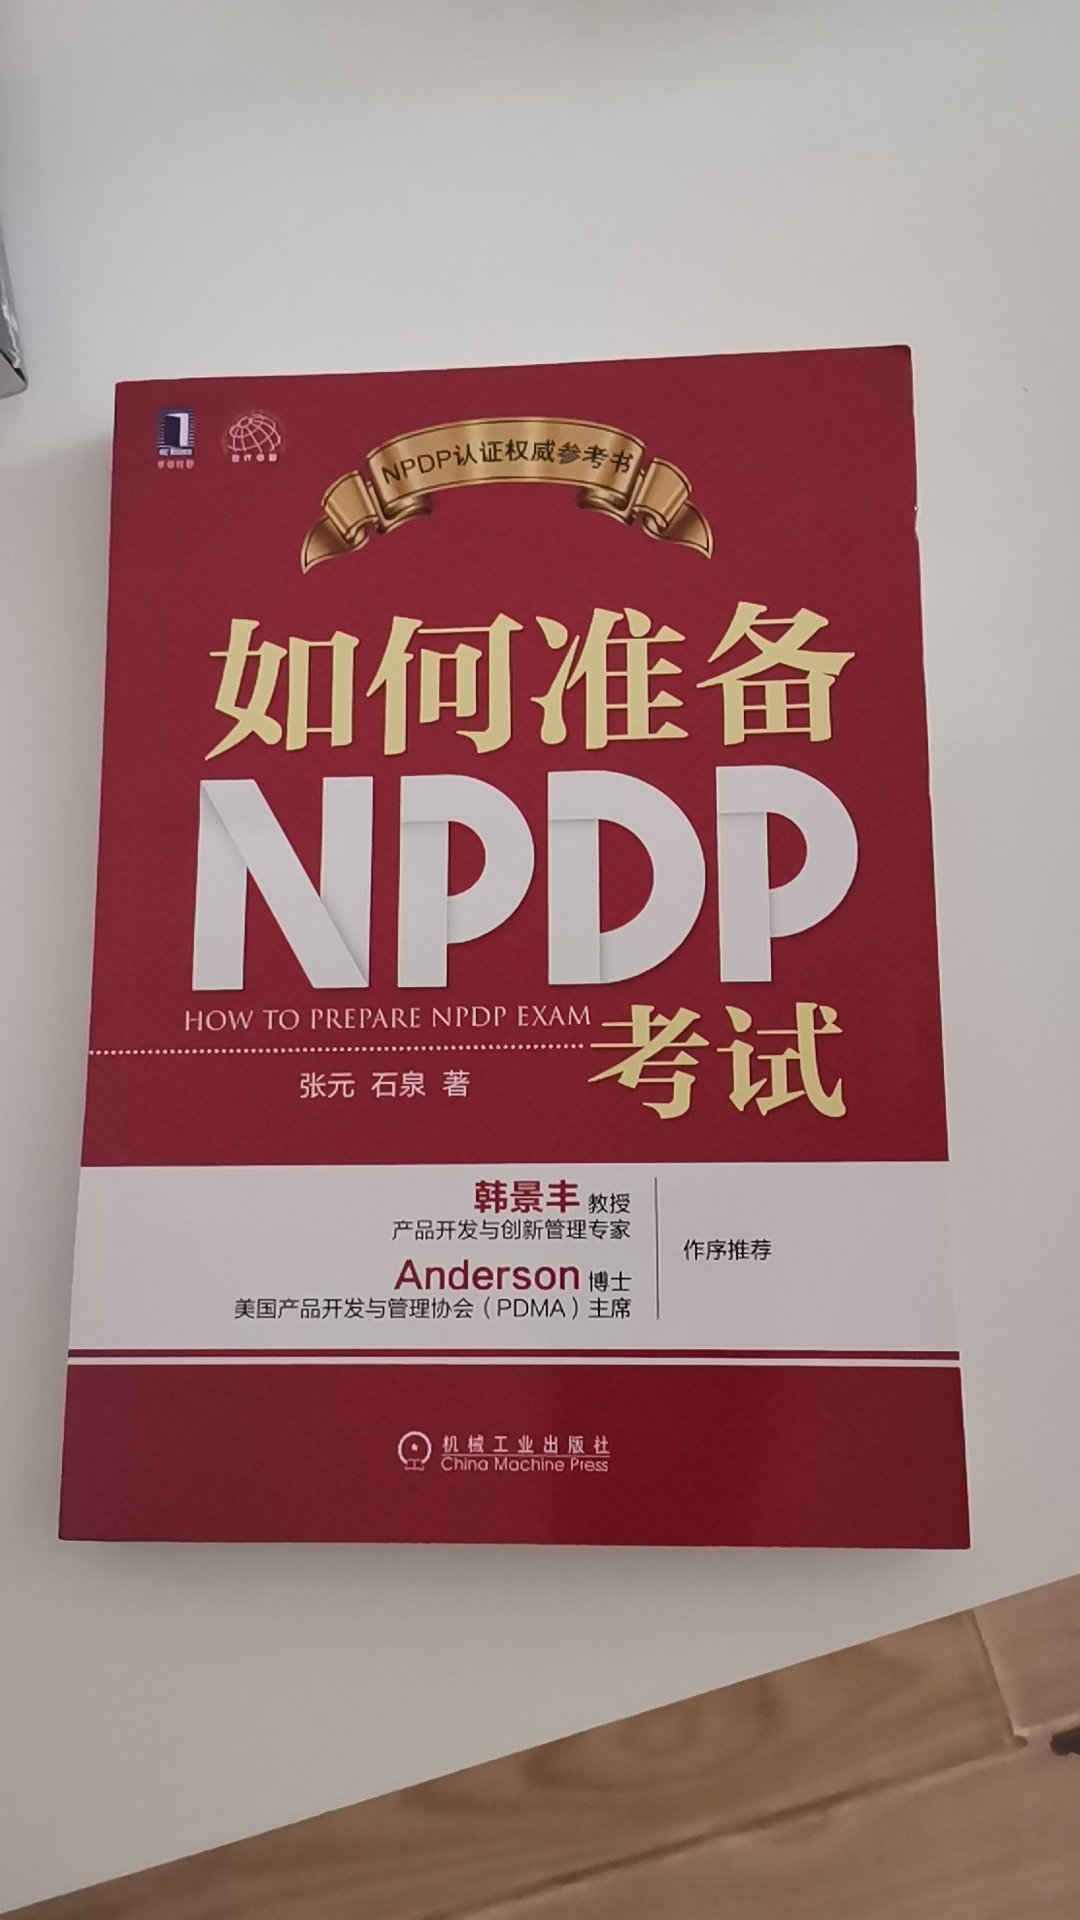 NPDP认证权威参考书
如何准备
NPDP
HOW TO PREPARE NPDP EXAM
考试
张元 石泉 著
韩景丰 教授
产品开发与创新管理专家
Anderson 博士
美国产品开发与管理协会（PDMA）主席
作序推荐
机械工业出版社
China Machine Press